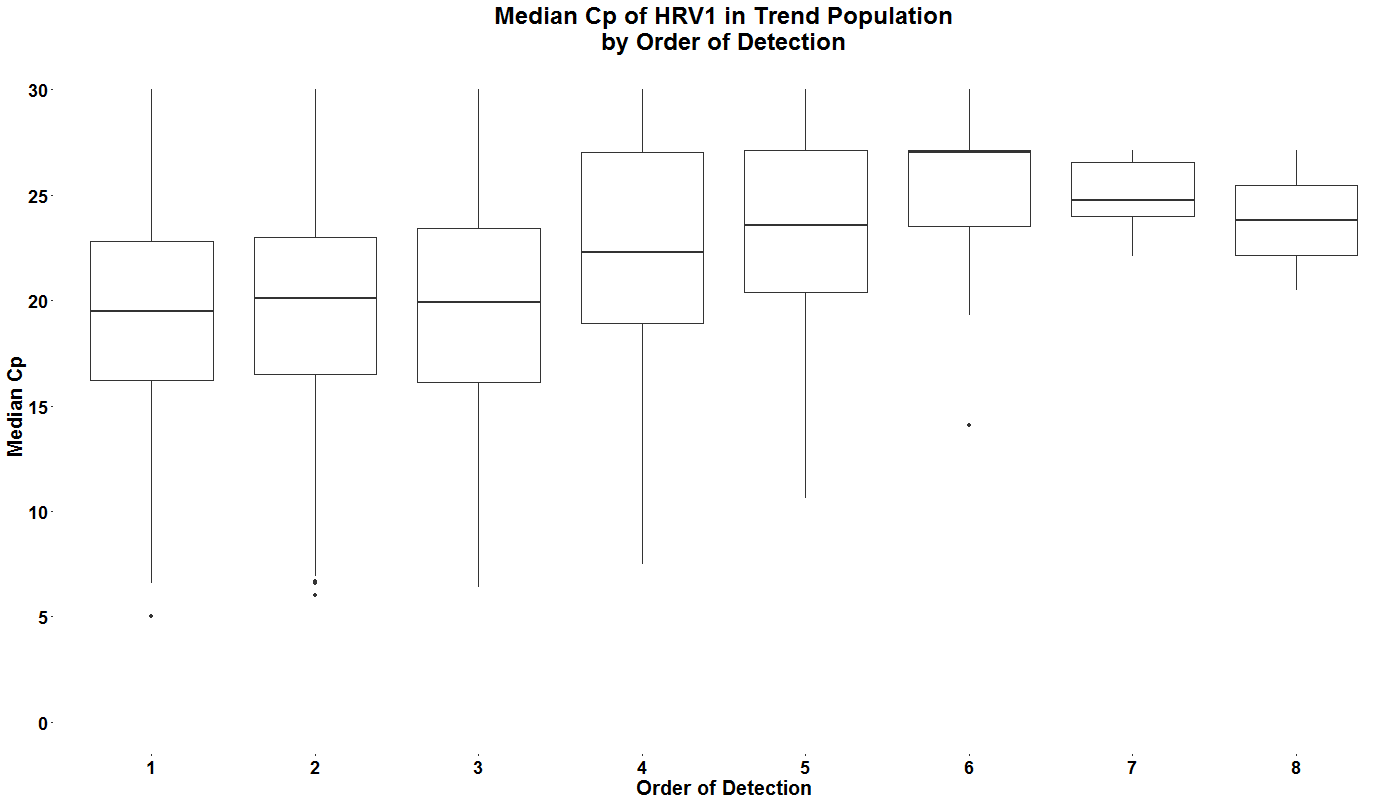 Median Cp of HRV1 in Trend Population
by Order of Detection
Median Cp
30
25
20
15
10
5
0
1 2 3 4 5 6 7 8
Order of Detection